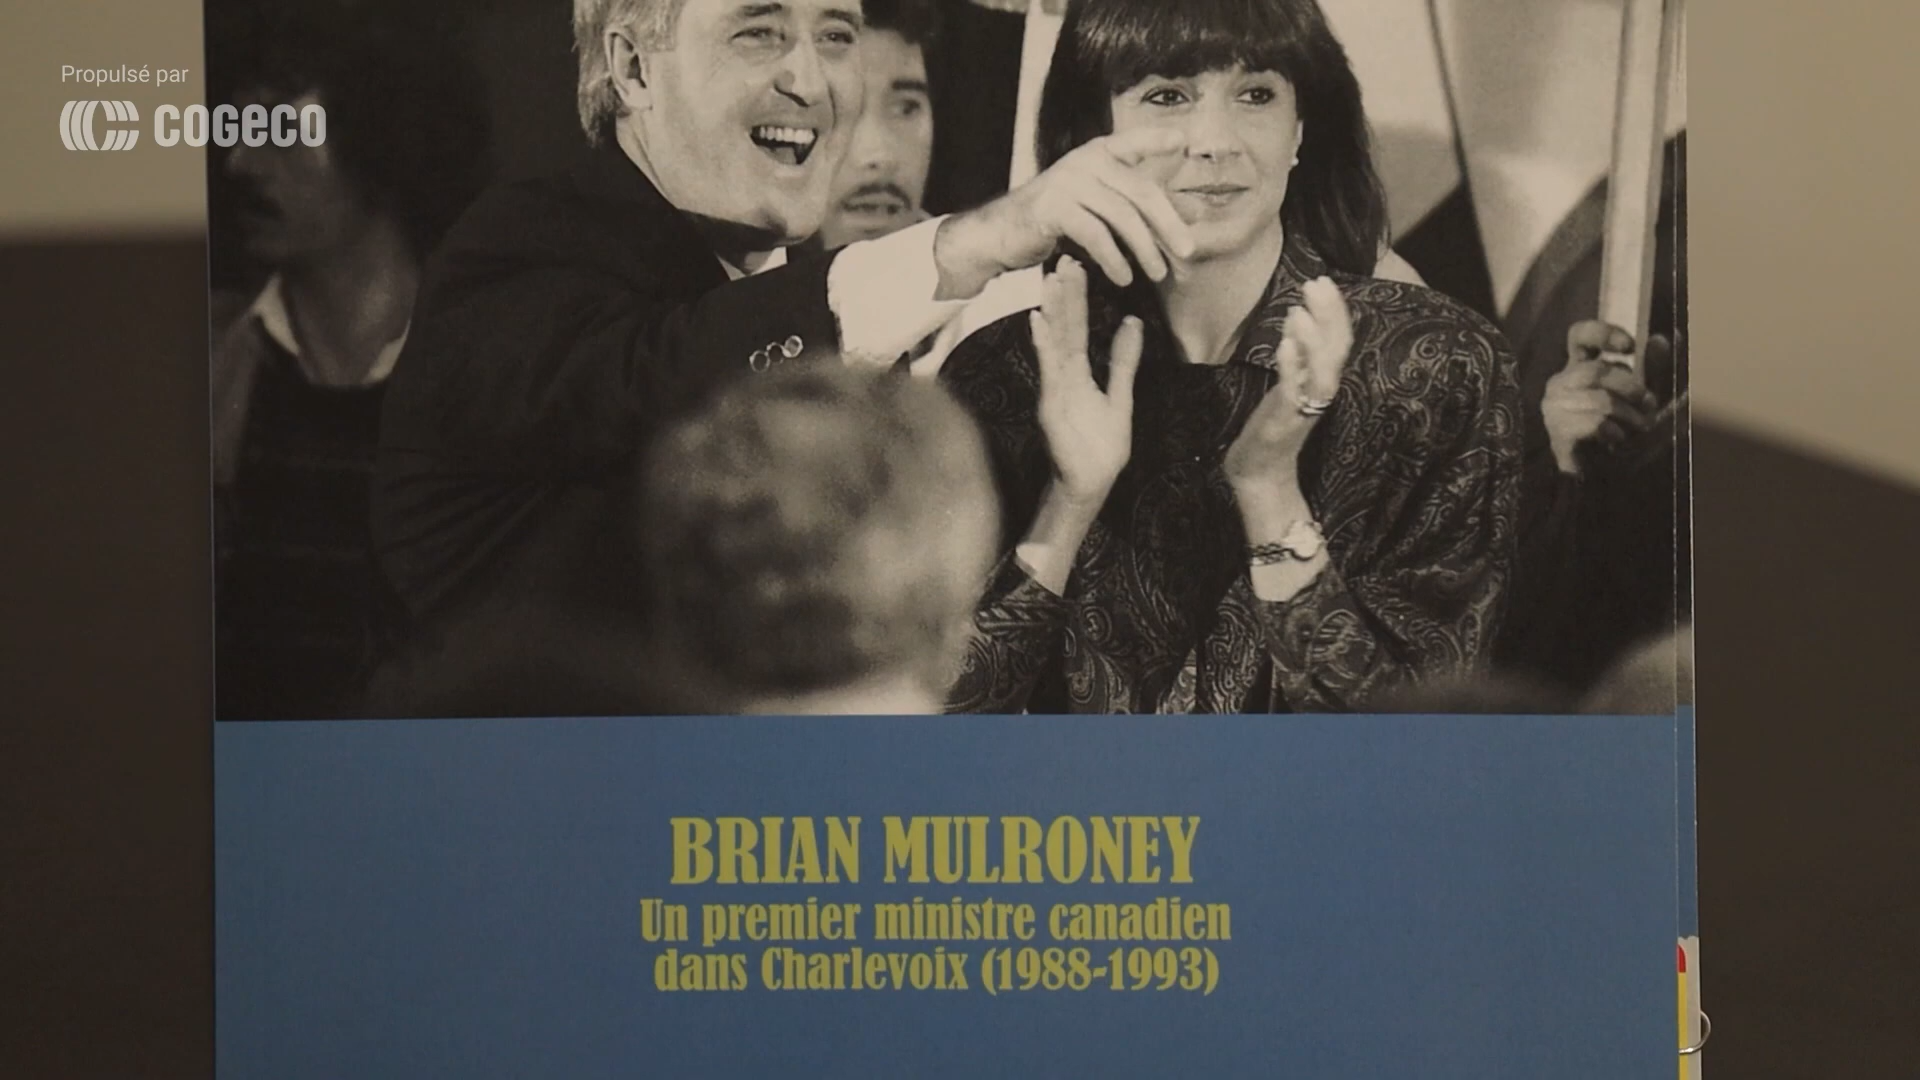 Propulsé par
COGECO
BRIAN MULRONEY
Un premier ministre canadien
dans Charlevoix (1988-1993)